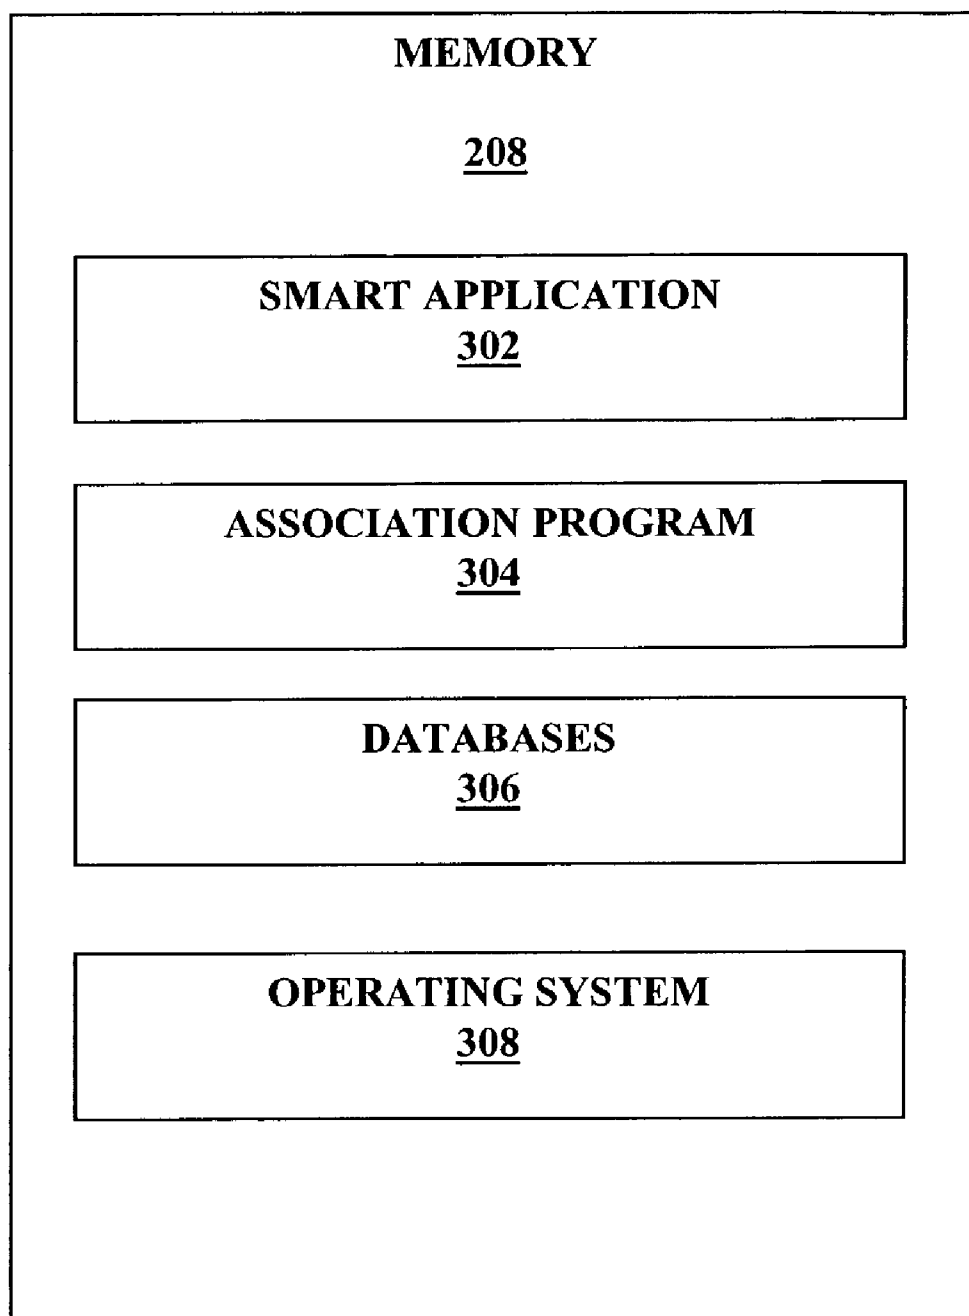 MEMORY
208
SMART APPLICATION
302
ASSOCIATION PROGRAM
304
DATABASES
306
OPERATING SYSTEM
308